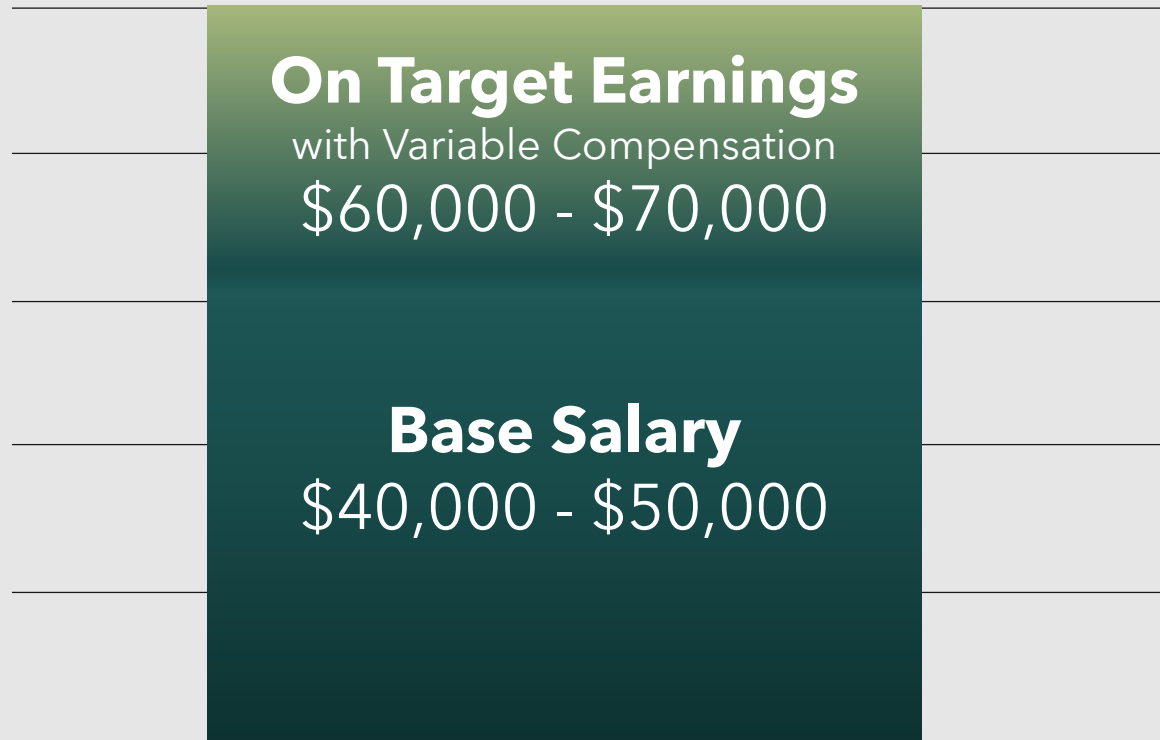 On Target Earnings
with Variable Compensation
$60,000 - $70,000
Base Salary
$40,000 - $50,000